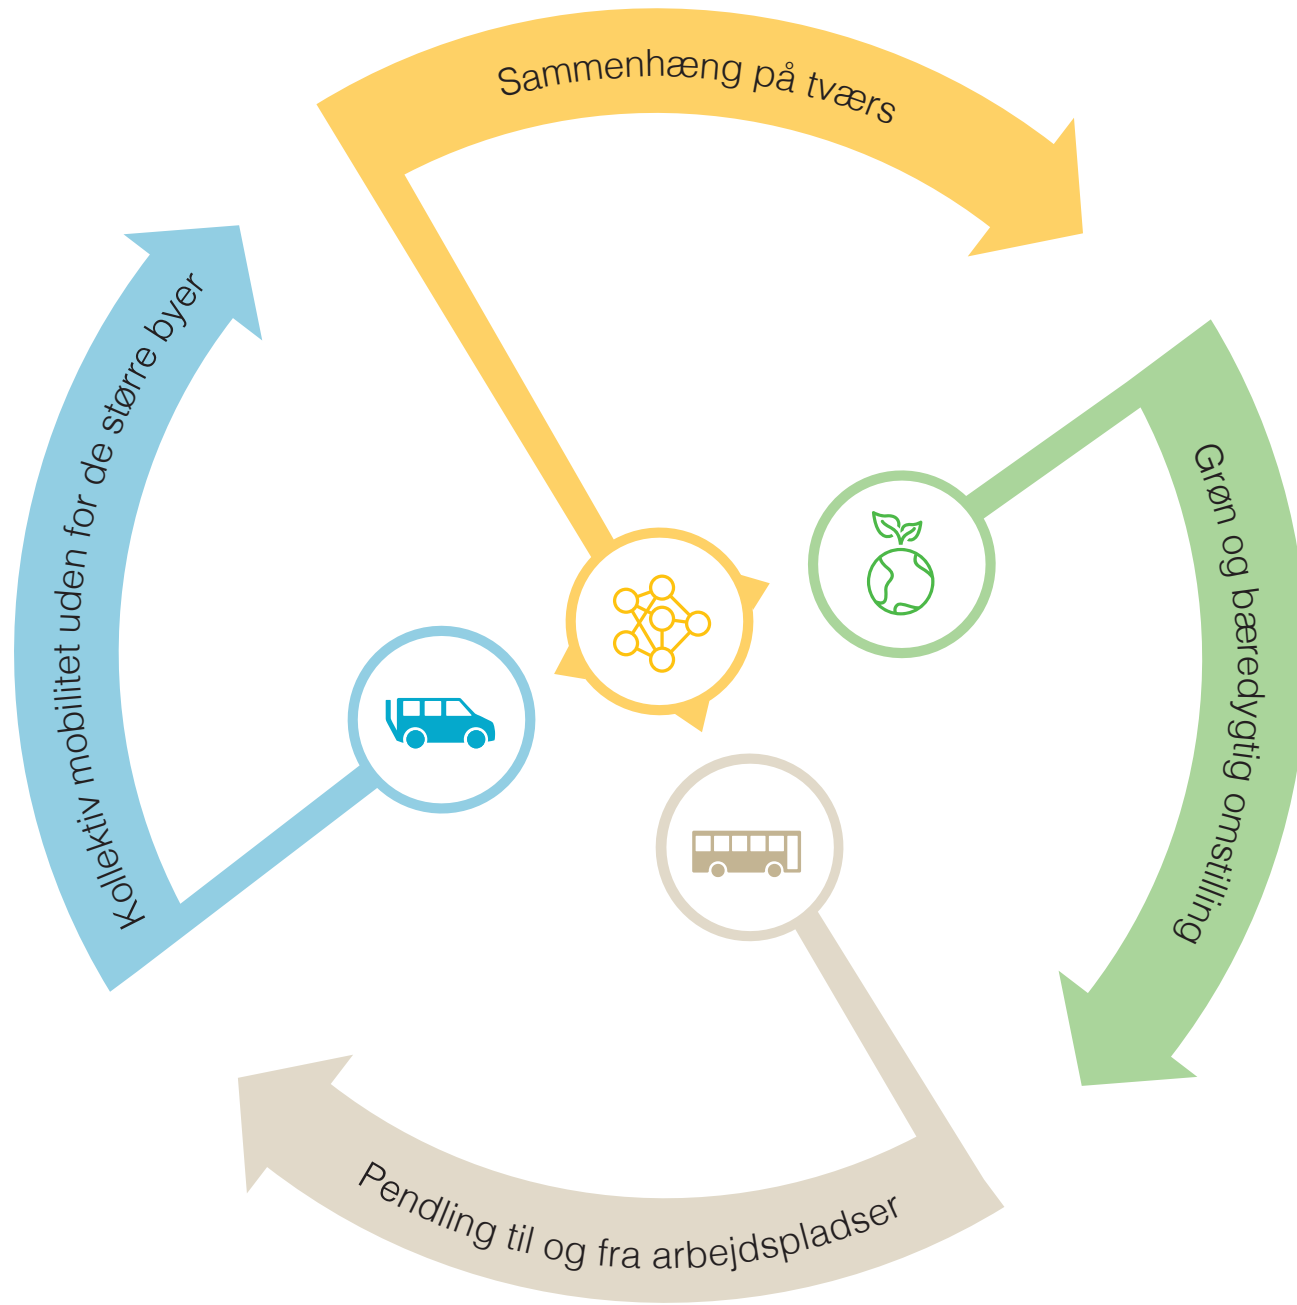 Sammenhæng på tværs
Grøn og bæredygtig omstilling
Pendling til og fra arbejdspladser
Kollektiv mobilitet uden for de større byer